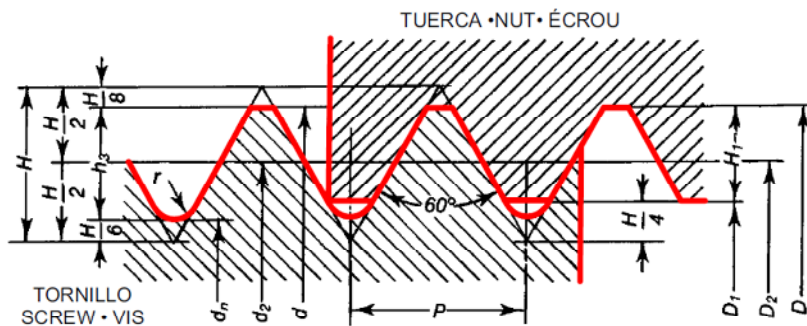 TUERCA •NUT• ÉCROU
H
H/8
H/2
h₃
H/2
H/6
r
60°
H₁
H/4
dₙ
d₂
d
P
D₁
D₂
D
TORNILLO
SCREW • VIS